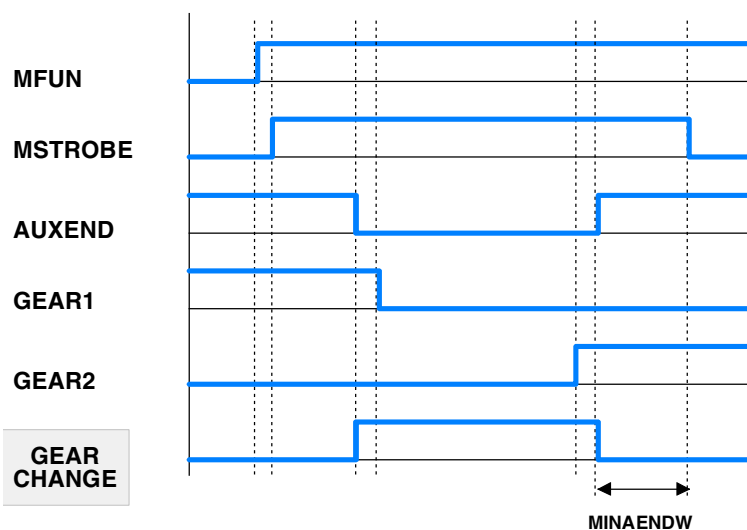 MFUN
MSTROBE
AUXEND
GEAR1
GEAR2
GEAR
CHANGE
MINAENDW